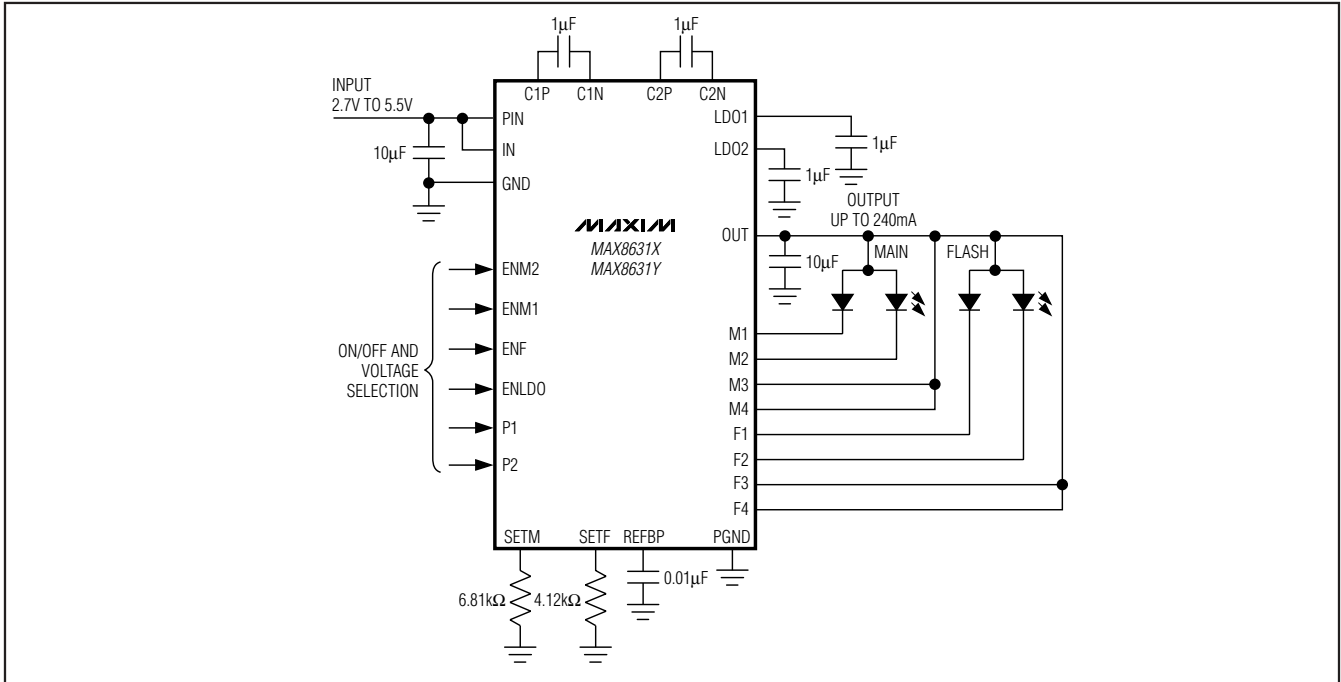 1μF
1μF
INPUT
2.7V TO 5.5V
C1P
C1N
C2P
C2N
PIN
LDO1
IN
LDO2
10μF
1μF
1μF
GND
OUTPUT
UP TO 240mA
MAXIM
MAX8631X
MAX8631Y
OUT
MAIN
FLASH
10μF
ENM2
ENM1
ENF
ENLDO
P1
P2
ON/OFF AND
VOLTAGE
SELECTION
M1
M2
M3
M4
F1
F2
F3
F4
SETM
SETF
REFBP
PGND
6.81kΩ
4.12kΩ
0.01μF